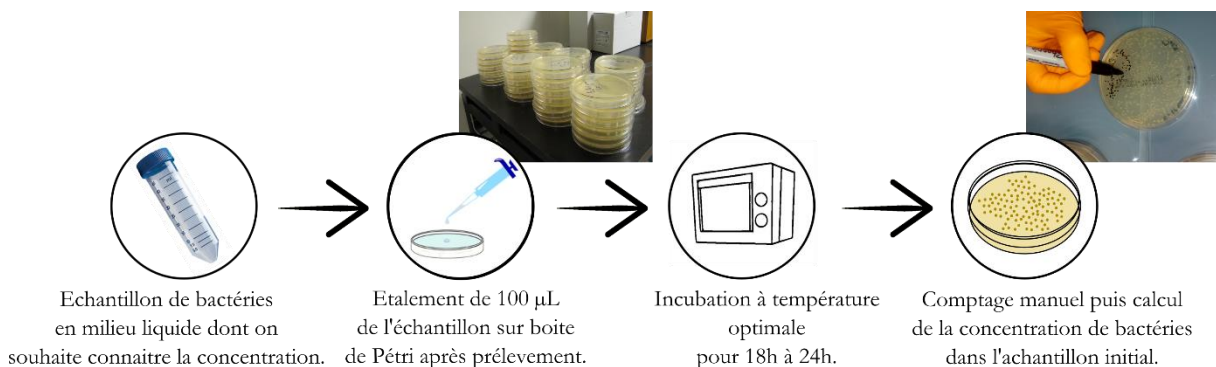 Echantillon de bactéries
en milieu liquide dont on
souhaite connaitre la concentration.
Etalement de 100 µL
de l'échantillon sur boite
de Pétri après prélevement.
Incubation à température
optimale
pour 18h à 24h.
Comptage manuel puis calcul
de la concentration de bactéries
dans l'achantillon initial.